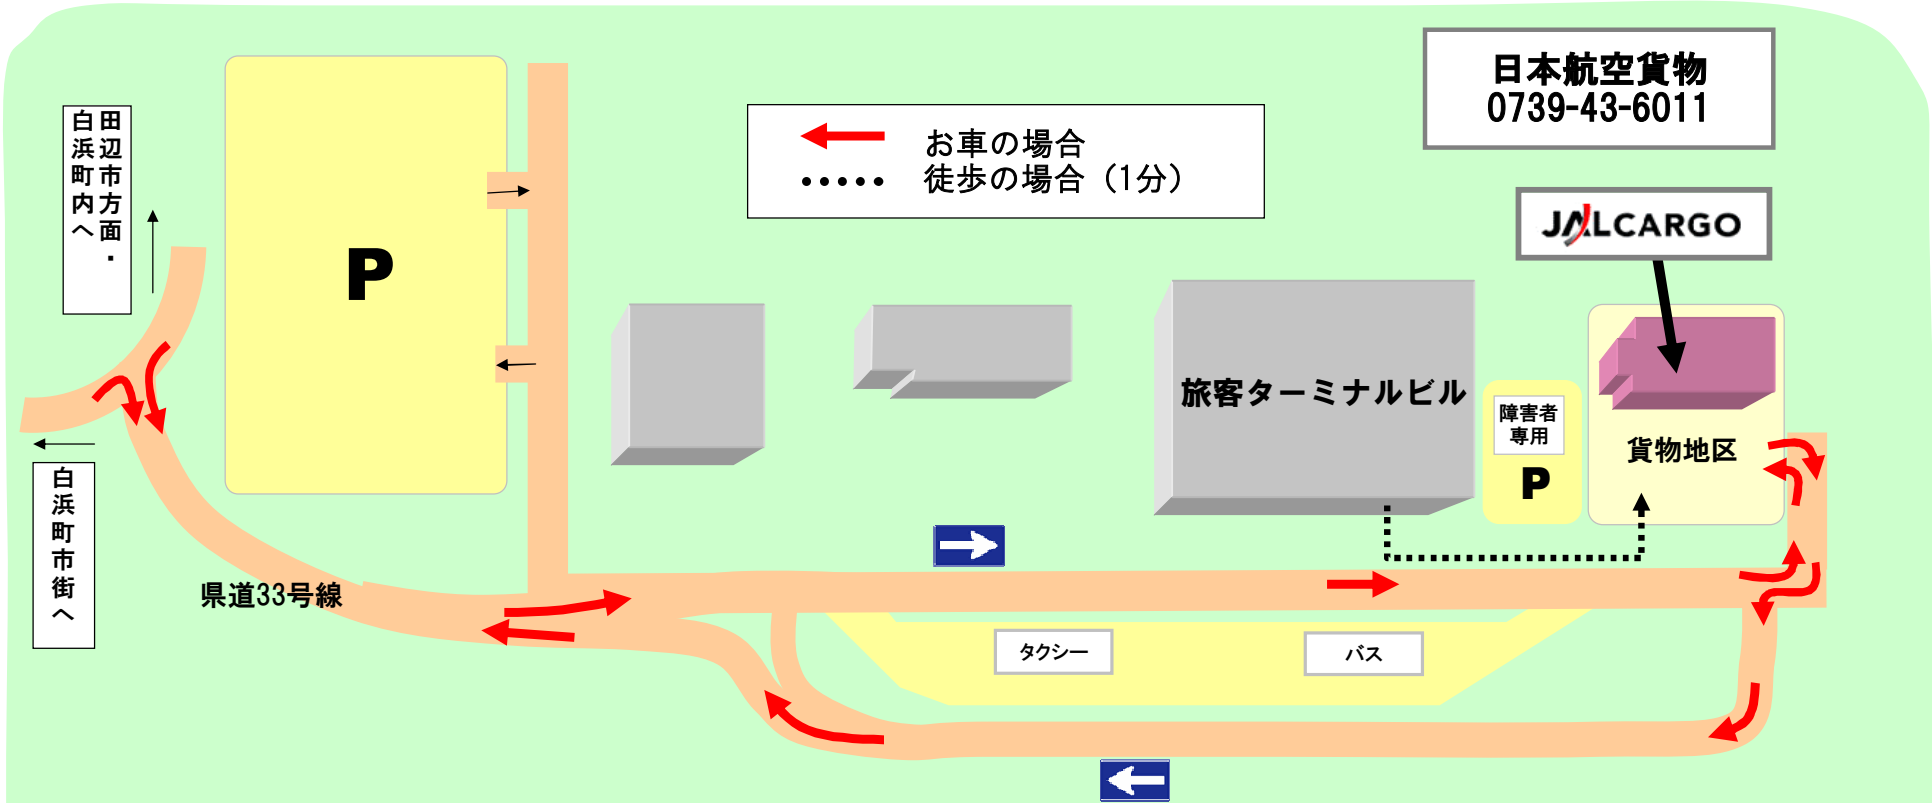 日本航空貨物
0739-43-6011
お車の場合
徒歩の場合（1分）
JALCARGO
田辺市方面・
白浜町内へ
P
旅客ターミナルビル
障害者
専用
P
貨物地区
白浜町市街へ
県道33号線
タクシー
バス